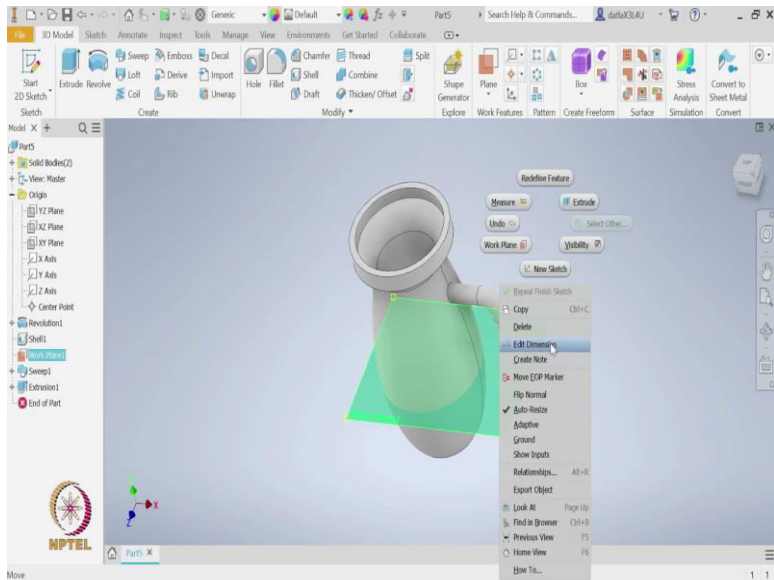 Generic
Default
Part5
Search Help & Commands...
datlaX3L4U
File 3D Model Sketch Annotate Inspect Tools Manage View Environments Get Started Collaborate
Start 2D Sketch
Extrude Revolve
Sweep Emboss Decal
Loft Derive Import
Coil Rib Unwrap
Hole Fillet
Chamfer Thread Split
Shell Combine
Draft Thicken/ Offset
Shape Generator
Plane
Box
Stress Analysis
Convert to Sheet Metal
Sketch Create Modify Explore Work Features Pattern Create Freeform Surface Simulation Convert
Model X +
Part5
Solid Bodies(2)
View: Master
Origin
YZ Plane
XZ Plane
XY Plane
X Axis
Y Axis
Z Axis
Center Point
Revolution1
Shell1
Work Plane1
Sweep1
Extrusion1
End of Part
Redefine Feature
Measure
Extrude
Undo
Select Other...
Work Plane
Visibility
New Sketch
Repeat Finish Sketch
Copy Ctrl+C
Delete
Edit Dimension
Create Note
Move EOP Marker
Flip Normal
Auto-Resize
Adaptive
Ground
Show Inputs
Relationships... Alt+R
Export Object
Look At Page Up
Find in Browser Ctrl+B
Previous View F5
Home View F6
How To...
X
Z
NPTEL
Part5 X
Move
1 1